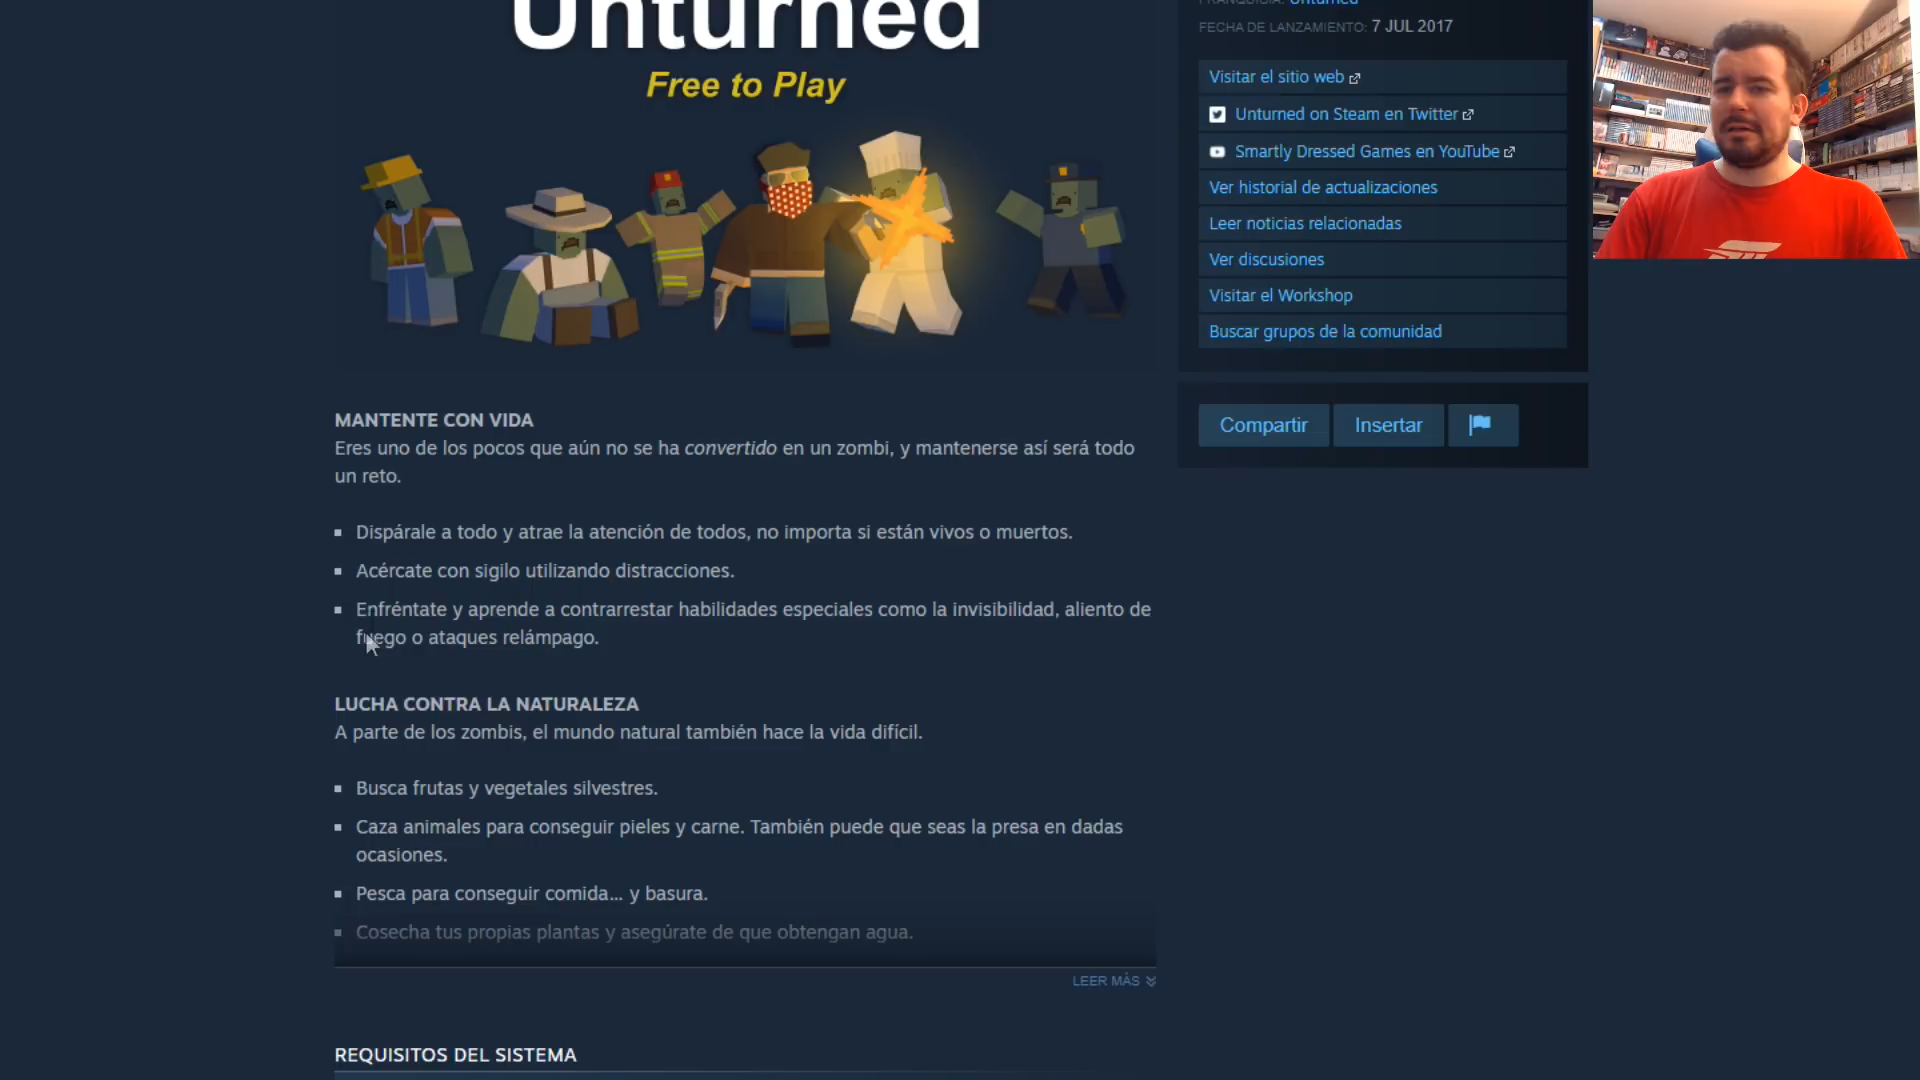 Unturned
Free to Play
FRANQUICIA: Unturned
FECHA DE LANZAMIENTO: 7 JUL 2017
Visitar el sitio web
Unturned on Steam en Twitter
Smartly Dressed Games en YouTube
Ver historial de actualizaciones
Leer noticias relacionadas
Ver discusiones
Visitar el Workshop
Buscar grupos de la comunidad
Compartir
Insertar
MANTENTE CON VIDA
Eres uno de los pocos que aún no se ha convertido en un zombi, y mantenerse así será todo
un reto.
Dispárale a todo y atrae la atención de todos, no importa si están vivos o muertos.
Acércate con sigilo utilizando distracciones.
Enfréntate y aprende a contrarrestar habilidades especiales como la invisibilidad, aliento de
fuego o ataques relámpago.
LUCHA CONTRA LA NATURALEZA
A parte de los zombis, el mundo natural también hace la vida difícil.
Busca frutas y vegetales silvestres.
Caza animales para conseguir pieles y carne. También puede que seas la presa en dadas
ocasiones.
Pesca para conseguir comida... y basura.
Cosecha tus propias plantas y asegúrate de que obtengan agua.
LEER MÁS
REQUISITOS DEL SISTEMA